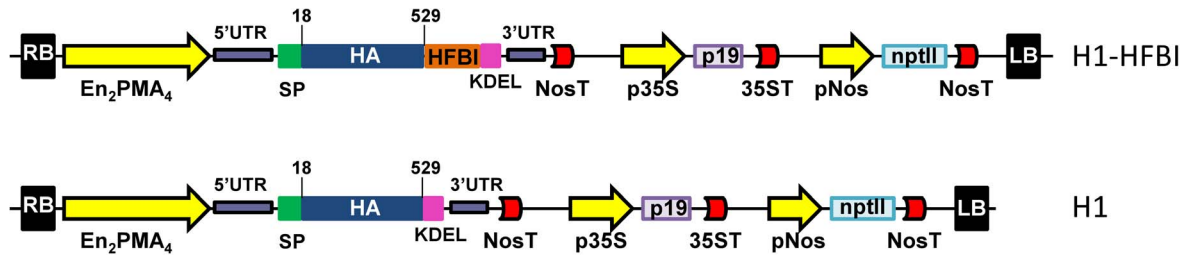 18 529
5'UTR 3'UTR
RB HA HFBI p19 nptII LB H1-HFBI
En₂PMA₄ SP KDEL NosT p35S 35ST pNos NosT
18 529
5'UTR 3'UTR
RB HA p19 nptII LB H1
En₂PMA₄ SP KDEL NosT p35S 35ST pNos NosT